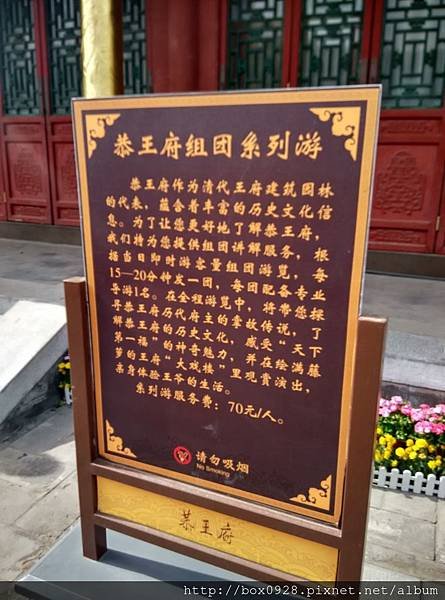 恭王府组团系列游
恭王府作为清代王府建筑园林
的代表，蕴含着丰富的历史文化信
息。为了让您更好地了解恭王府，
我们将为您提供组团讲解服务，根
据当日即时游客量组团游览，每
15—20分钟发一团，每团配备专业
导游1名。在全程游览中，将带您探
寻恭王府历代府主的掌故传说，了
解恭王府的历史文化，感受“天下
第一福”的神奇魅力，并在绘满藤
萝的王府“大戏楼”里观赏演出，
亲身体验王爷的生活。
系列游服务费：70元/人。
请勿吸烟
No Smoking
恭王府
http://box0928.pixnet.net/album